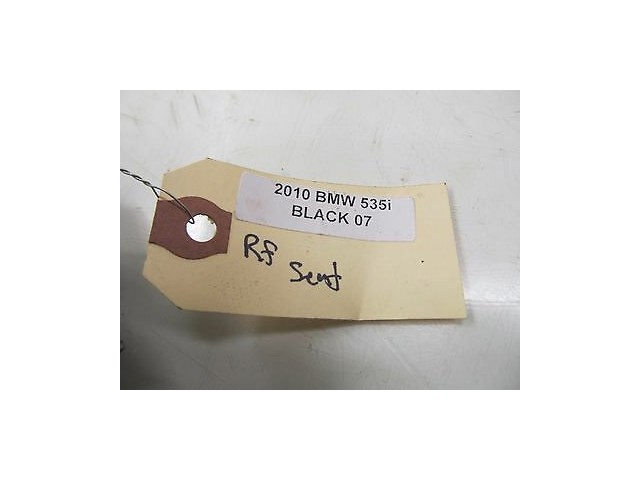 2010 BMW 535i
BLACK 07
Rf
Seat